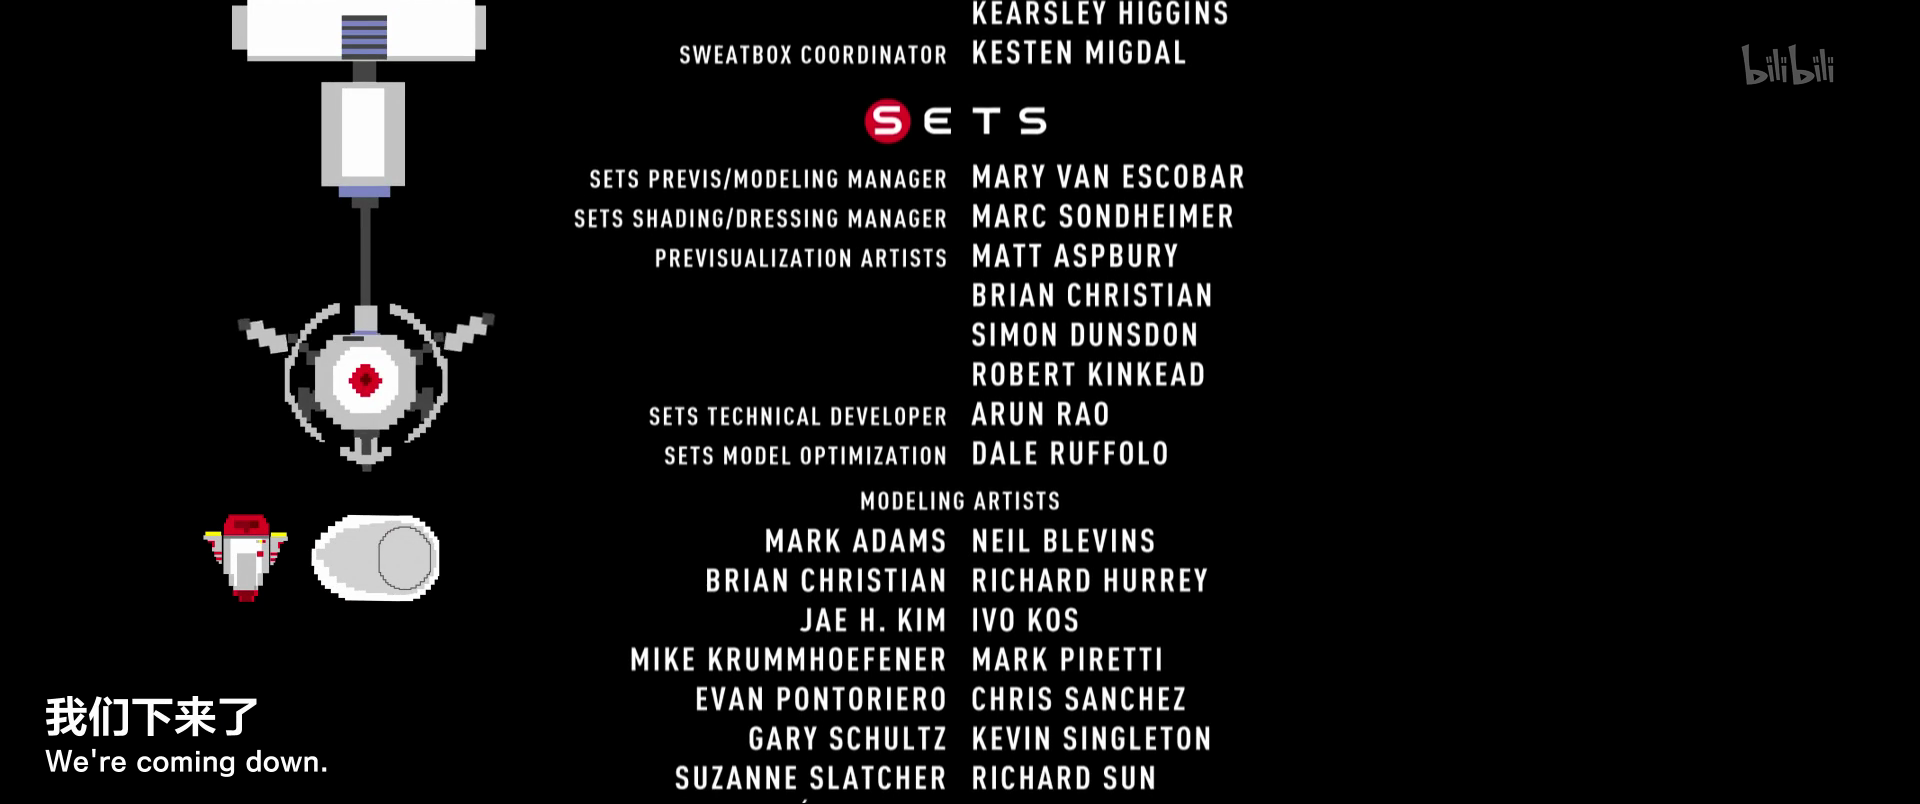 KEARSLEY HIGGINS
SWEATBOX COORDINATOR KESTEN MIGDAL
bilibili
SETS
SETS PREVIS/MODELING MANAGER MARY VAN ESCOBAR
SETS SHADING/DRESSING MANAGER MARC SONDHEIMER
PREVISUALIZATION ARTISTS MATT ASPBURY
BRIAN CHRISTIAN
SIMON DUNSDON
ROBERT KINKEAD
SETS TECHNICAL DEVELOPER ARUN RAO
SETS MODEL OPTIMIZATION DALE RUFFOLO
MODELING ARTISTS
MARK ADAMS NEIL BLEVINS
BRIAN CHRISTIAN RICHARD HURREY
JAE H. KIM IVO KOS
MIKE KRUMMHOEFENER MARK PIRETTI
EVAN PONTORIERO CHRIS SANCHEZ
GARY SCHULTZ KEVIN SINGLETON
SUZANNE SLATCHER RICHARD SUN
我们下来了
We're coming down.